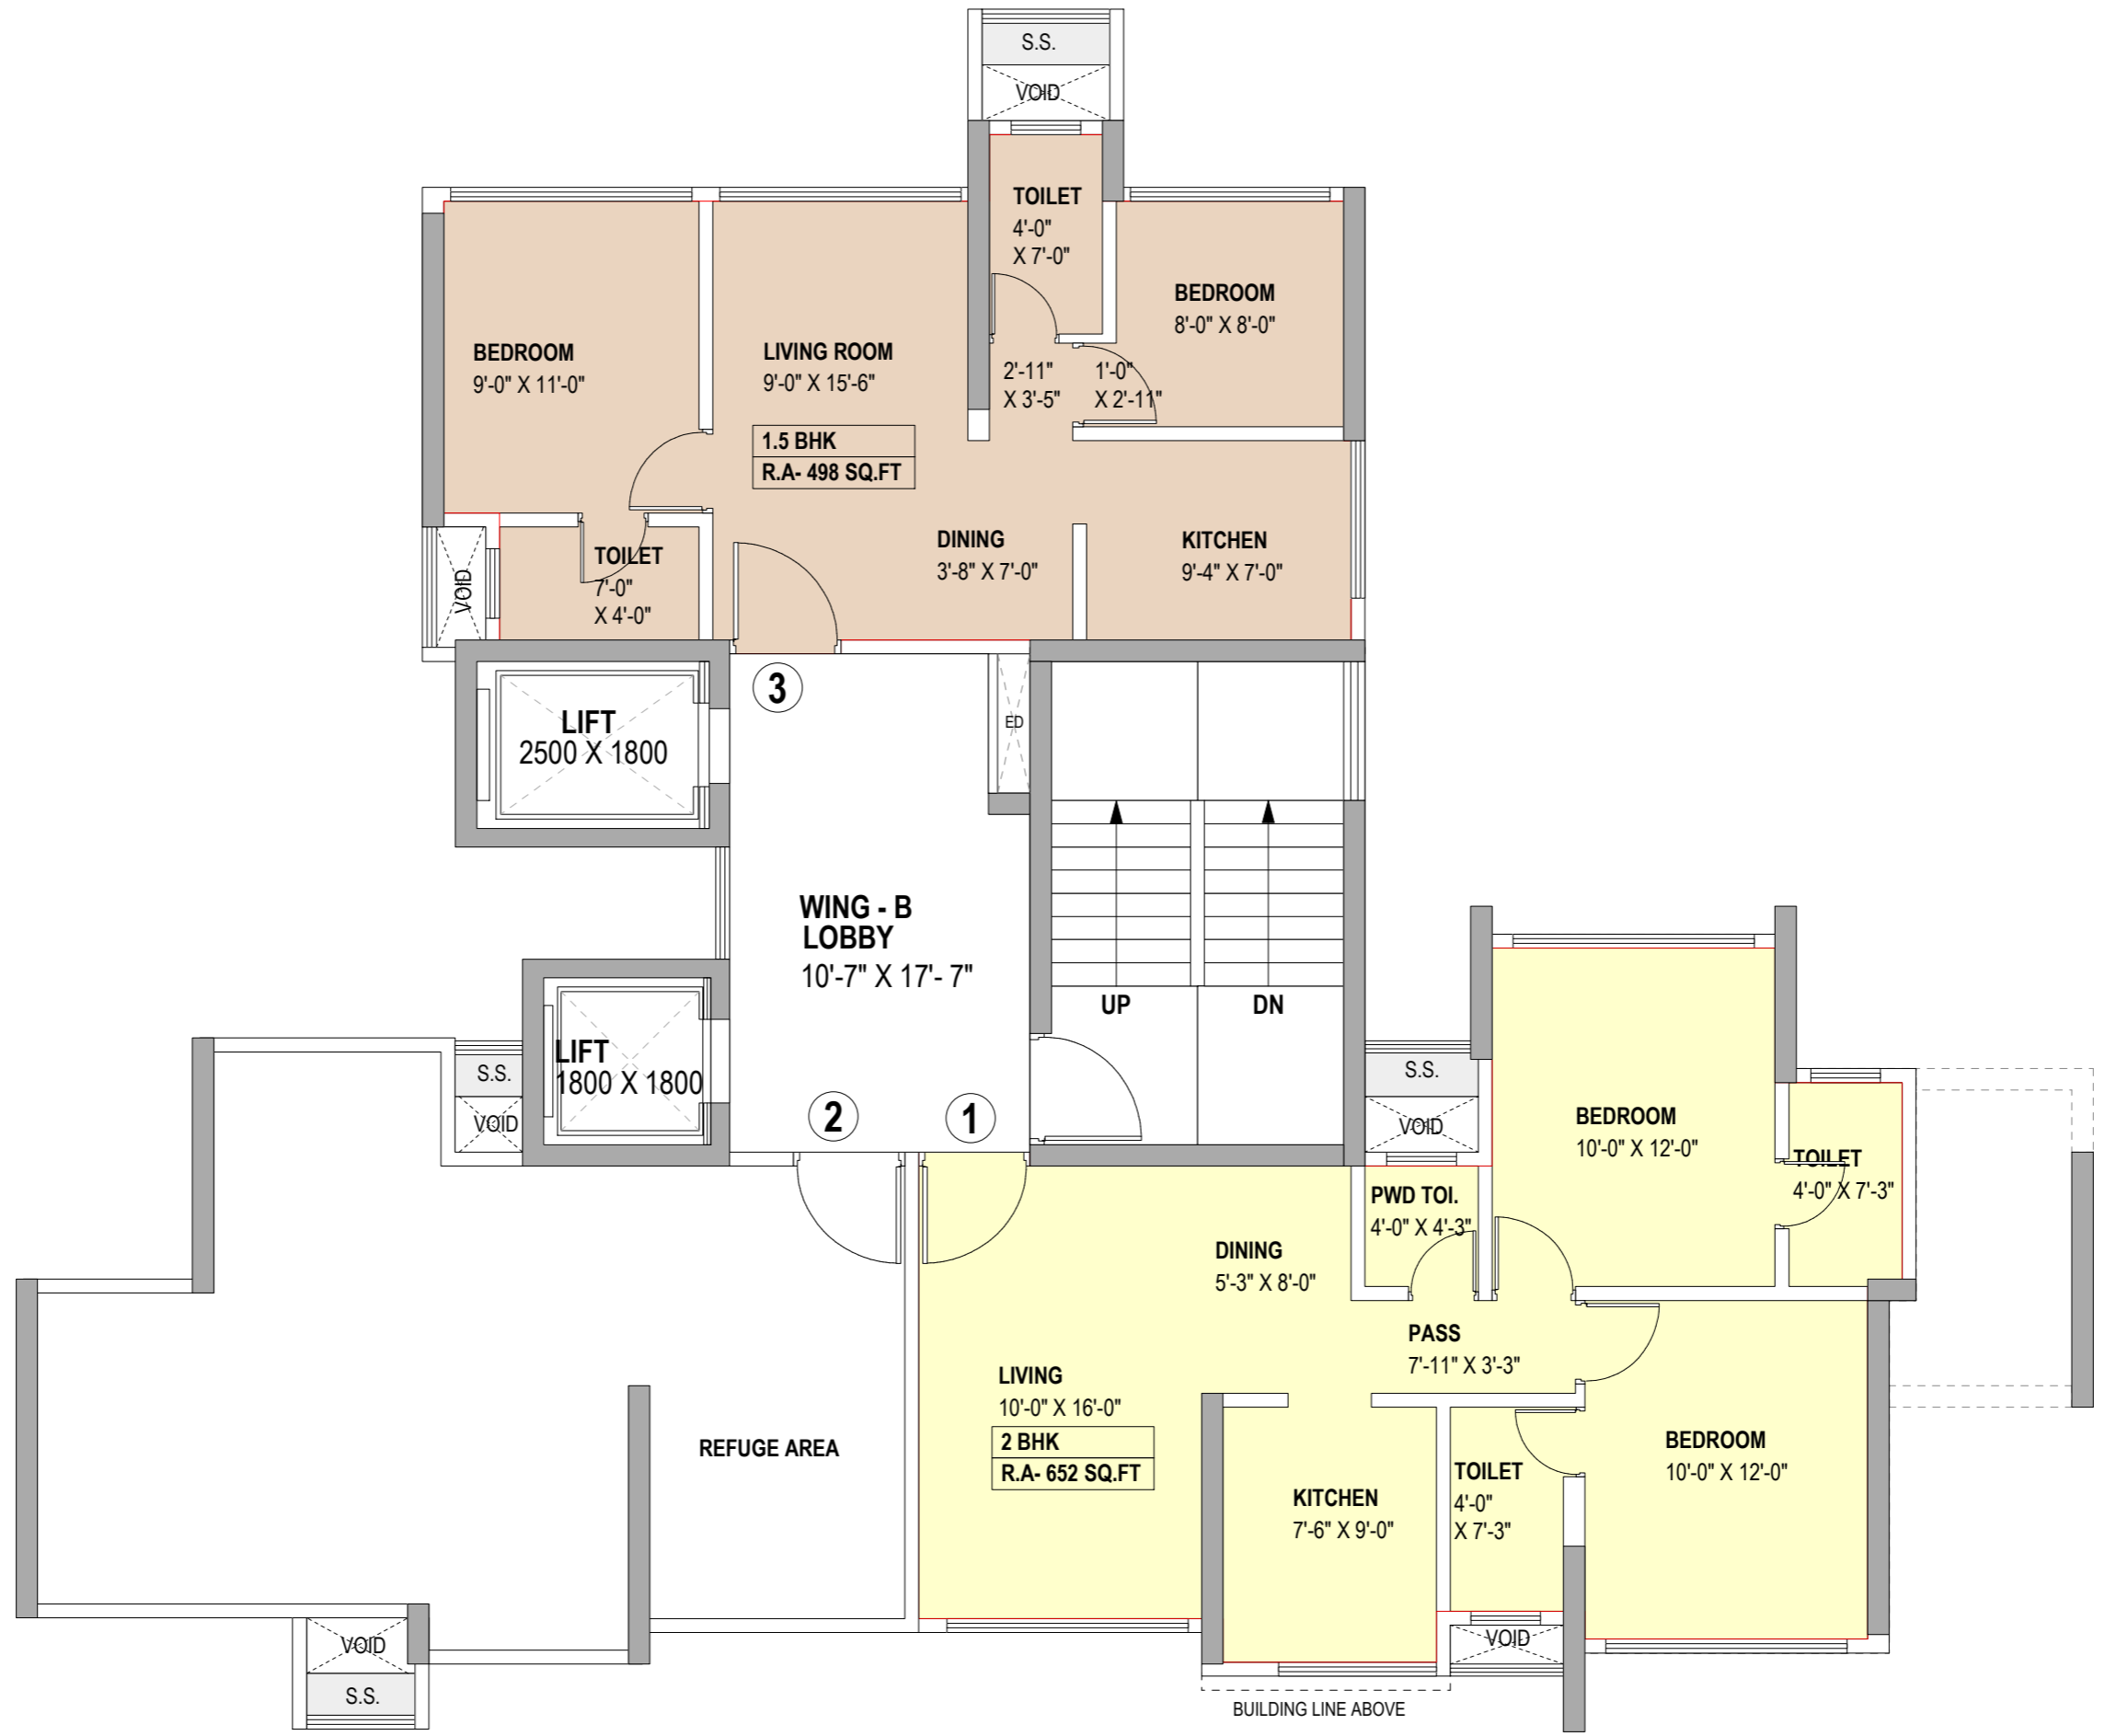 S.S.
VOID
TOILET
4'-0"
X 7'-0"
BEDROOM
8'-0" X 8'-0"
BEDROOM
9'-0" X 11'-0"
LIVING ROOM
9'-0" X 15'-6"
2'-11"
X 3'-5"
1'-0"
X 2'-11"
1.5 BHK
R.A- 498 SQ.FT
DINING
3'-8" X 7'-0"
KITCHEN
9'-4" X 7'-0"
TOILET
7'-0"
X 4'-0"
VOID
3
ED
LIFT
2500 X 1800
WING - B
LOBBY
10'-7" X 17'- 7"
UP
DN
LIFT
1800 X 1800
S.S.
VOID
2
1
S.S.
VOID
BEDROOM
10'-0" X 12'-0"
TOILET
4'-0" X 7'-3"
PWD TOI.
4'-0" X 4'-3"
DINING
5'-3" X 8'-0"
PASS
7'-11" X 3'-3"
LIVING
10'-0" X 16'-0"
2 BHK
R.A- 652 SQ.FT
REFUGE AREA
KITCHEN
7'-6" X 9'-0"
TOILET
4'-0"
X 7'-3"
BEDROOM
10'-0" X 12'-0"
VOID
S.S.
VOID
BUILDING LINE ABOVE